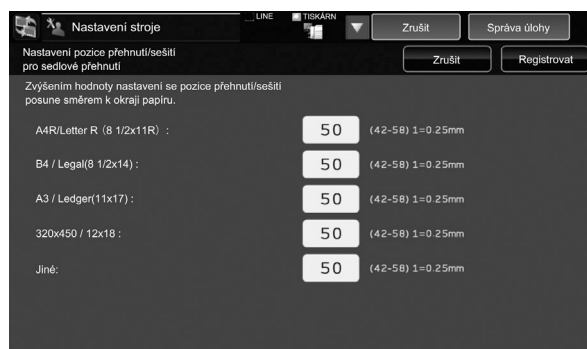 Nastavení stroje
LINE
TISKÁRN
Zrušit
Správa úlohy
Nastavení pozice přehnutí/sešití
pro sedlové přehnutí
Zrušit
Registrovat
Zvýšením hodnoty nastavení se pozice přehnutí/sešití
posune směrem k okraji papíru.
A4R/Letter R (8 1/2x11R) : 50 (42-58) 1=0.25mm
B4 / Legal(8 1/2x14) : 50 (42-58) 1=0.25mm
A3 / Ledger(11x17) : 50 (42-58) 1=0.25mm
320x450 / 12x18 : 50 (42-58) 1=0.25mm
Jiné: 50 (42-58) 1=0.25mm